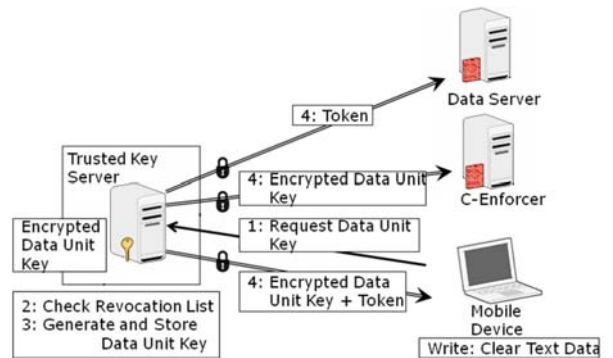 Data Server
4: Token
Trusted Key
Server
4: Encrypted Data Unit
Key
C-Enforcer
Encrypted
Data Unit
Key
1: Request Data Unit
Key
4: Encrypted Data
Unit Key + Token
2: Check Revocation List
3: Generate and Store
Data Unit Key
Mobile
Device
Write: Clear Text Data